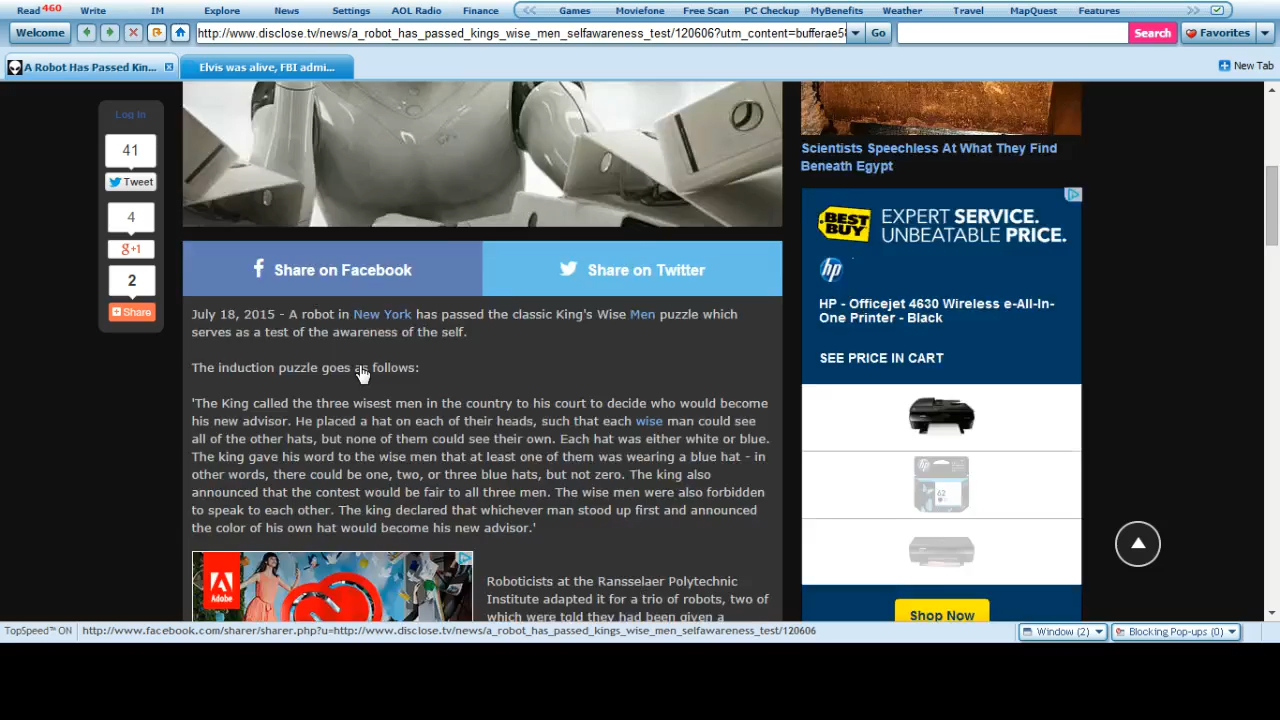 Read 460 Write IM Explore News Settings AOL Radio Finance Games Moviefone Free Scan PC Checkup MyBenefits Weather Travel MapQuest Features
Welcome http://www.disclose.tv/news/a_robot_has_passed_kings_wise_men_selfawareness_test/120606?utm_content=bufferae5 Go Search Favorites
A Robot Has Passed Kin... Elvis was alive, FBI admi... New Tab
Log in
41
Tweet
4
g+1
2
Share
Share on Facebook
Share on Twitter
July 18, 2015 - A robot in New York has passed the classic King's Wise Men puzzle which
serves as a test of the awareness of the self.
The induction puzzle goes as follows:
'The King called the three wisest men in the country to his court to decide who would become
his new advisor. He placed a hat on each of their heads, such that each wise man could see
all of the other hats, but none of them could see their own. Each hat was either white or blue.
The king gave his word to the wise men that at least one of them was wearing a blue hat - in
other words, there could be one, two, or three blue hats, but not zero. The king also
announced that the contest would be fair to all three men. The wise men were also forbidden
to speak to each other. The king declared that whichever man stood up first and announced
the color of his own hat would become his new advisor.'
Adobe
Roboticists at the Ransselaer Polytechnic
Institute adapted it for a trio of robots, two of
which were told they had been given a
Scientists Speechless At What They Find
Beneath Egypt
BEST BUY
EXPERT SERVICE.
UNBEATABLE PRICE.
hp
HP - Officejet 4630 Wireless e-All-In-
One Printer - Black
SEE PRICE IN CART
62
Shop Now
TopSpeed™ ON http://www.facebook.com/sharer/sharer.php?u=http://www.disclose.tv/news/a_robot_has_passed_kings_wise_men_selfawareness_test/120606 Window (2) Blocking Pop-ups (0)